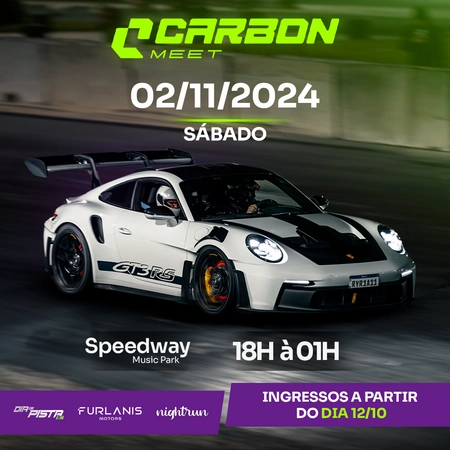 CARBON
MEET
02/11/2024
SÁBADO
GT3 RS
RYR1A11
Speedway
Music Park
18H à 01H
DIA DE PISTA
FURLANIS
MOTORS
nightrun
INGRESSOS A PARTIR
DO DIA 12/10